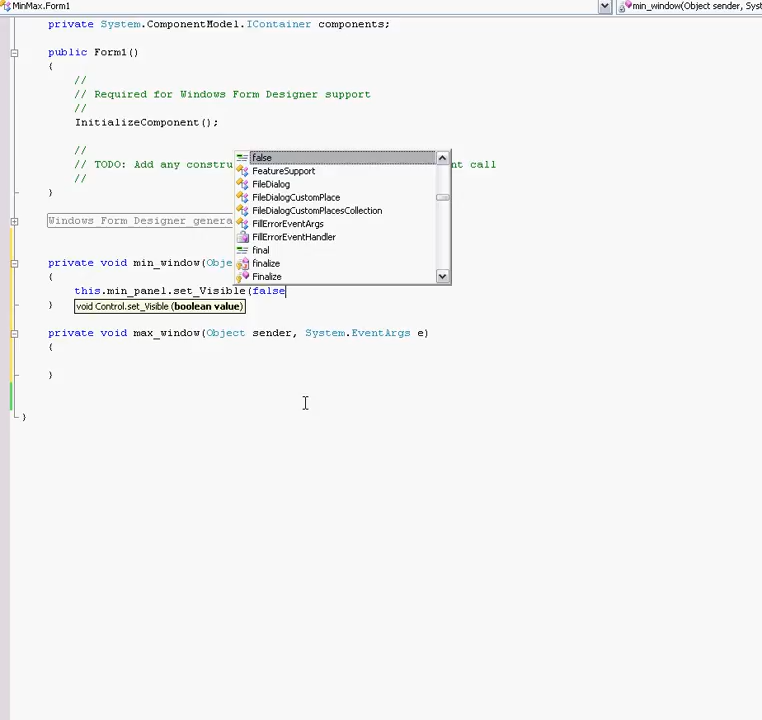 MinMax.Form1
min_window(Object sender, Syst
private System.ComponentModel.IContainer components;
public Form1()
{
//
// Required for Windows Form Designer support
//
InitializeComponent();
//
// TODO: Add any constru nt call
//
}
Windows Form Designer genera
private void min_window(Obje
{
this.min_panel.set_Visible(false
}
false
FeatureSupport
FileDialog
FileDialogCustomPlace
FileDialogCustomPlacesCollection
FillErrorEventArgs
FillErrorEventHandler
final
finalize
Finalize
void Control.set_Visible (boolean value)
private void max_window(Object sender, System.EventArgs e)
{
}
}